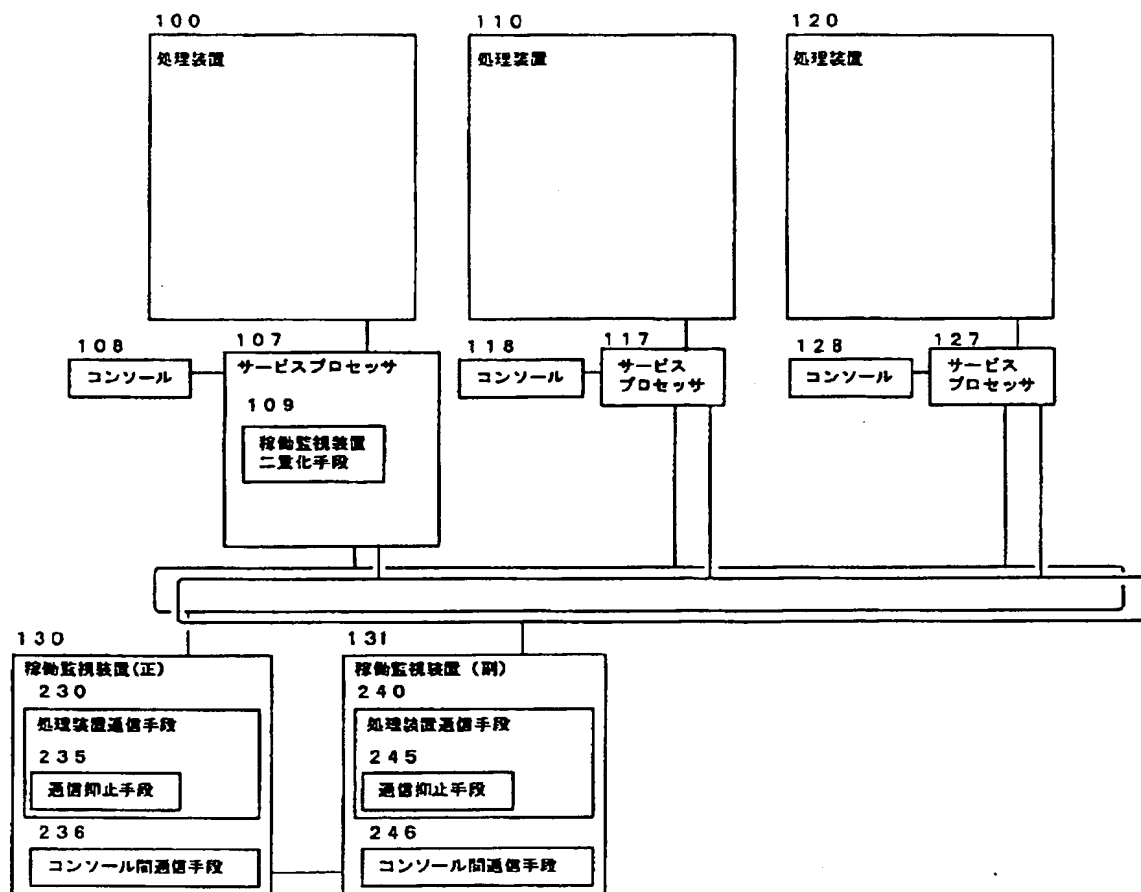 100
処理装置
110
処理装置
120
処理装置
108
コンソール
107
サービスプロセッサ
109
稼働監視装置
二重化手段
118
コンソール
117
サービス
プロセッサ
128
コンソール
127
サービス
プロセッサ
130
稼働監視装置(正)
230
処理装置通信手段
235
通信抑止手段
236
コンソール間通信手段
131
稼働監視装置(副)
240
処理装置通信手段
245
通信抑止手段
246
コンソール間通信手段